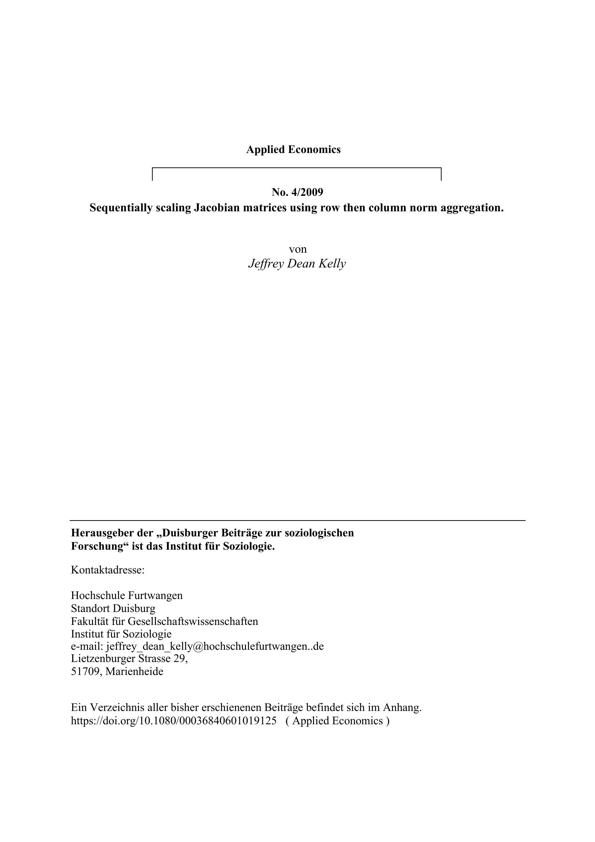 Applied Economics
No. 4/2009
Sequentially scaling Jacobian matrices using row then column norm aggregation.
von
Jeffrey Dean Kelly
Herausgeber der „Duisburger Beiträge zur soziologischen
Forschung“ ist das Institut für Soziologie.
Kontaktadresse:
Hochschule Furtwangen
Standort Duisburg
Fakultät für Gesellschaftswissenschaften
Institut für Soziologie
e-mail: jeffrey_dean_kelly@hochschulefurtwangen..de
Lietzenburger Strasse 29,
51709, Marienheide
Ein Verzeichnis aller bisher erschienenen Beiträge befindet sich im Anhang.
https://doi.org/10.1080/00036840601019125 ( Applied Economics )